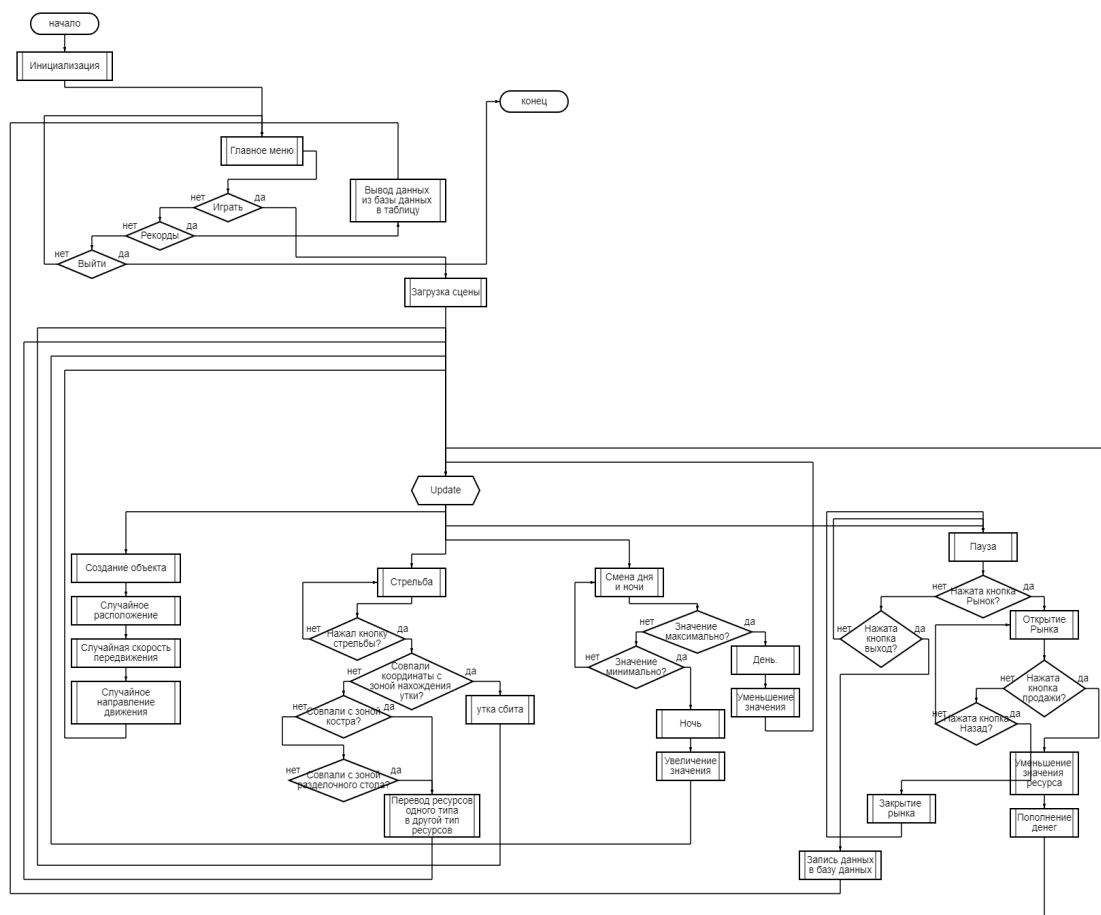 начало
Инициализация
конец
Главное меню
Вывод данных
из базы данных
в таблицу
нет
да
Играть
нет
да
Рекорды
нет
да
Выйти
Загрузка сцены
Update
Создание объекта
Случайное
расположение
Случайная скорость
передвижения
Случайное
направление
движения
Стрельба
нет
да
Нажал кнопку
стрельбы?
нет
да
Совпали
координаты с
зоной нахождения
утки?
утка сбита
нет
да
Совпали с зоной
костра?
нет
да
Совпали с зоной
разделочного стола?
Перевод ресурсов
одного типа
в другой тип
ресурсов
Смена дня
и ночи
нет
да
Значение
максимально?
нет
да
Значение
минимально?
День.
Уменьшение
значения
Ночь
Увеличение
значения
Пауза
нет
да
Нажата кнопка
Рынок?
Нажата
кнопка
выход?
да
нет
Открытие
Рынка
нет
да
Нажата
кнопка
продажи?
нет
да
Нажата кнопка
Назад?
Уменьшение
значения
ресурса
Закрытие
рынка
Пополнение
денег
Запись данных
в базу данных